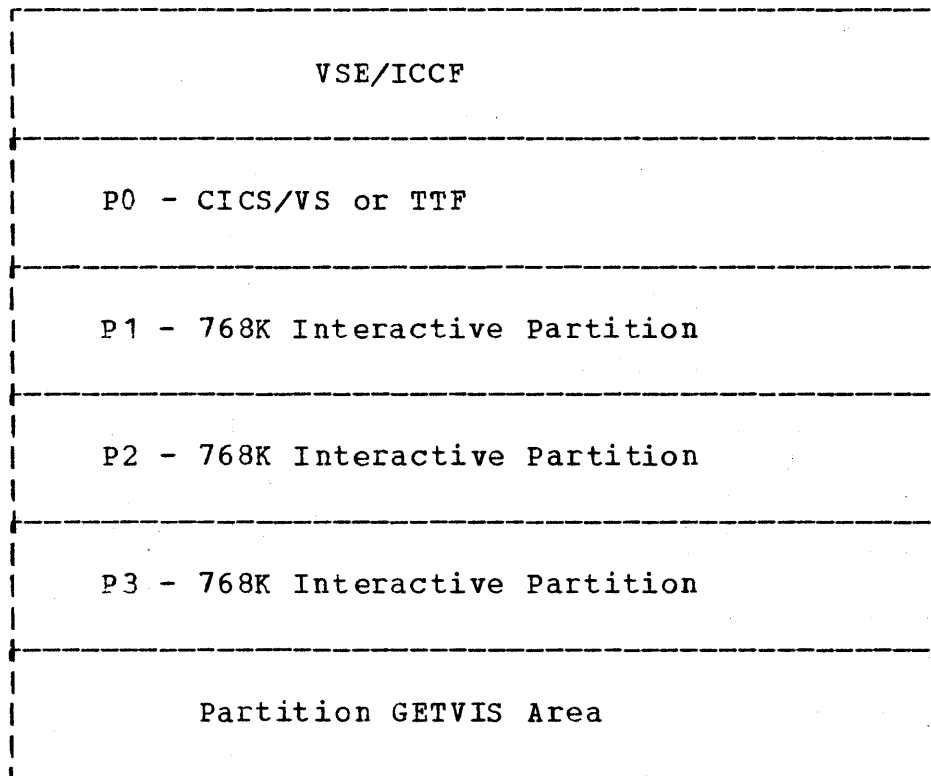 VSE/ICCF
P0 - CICS/VS or TTF
P1 - 768K Interactive Partition
P2 - 768K Interactive Partition
P3 - 768K Interactive Partition
Partition GETVIS Area